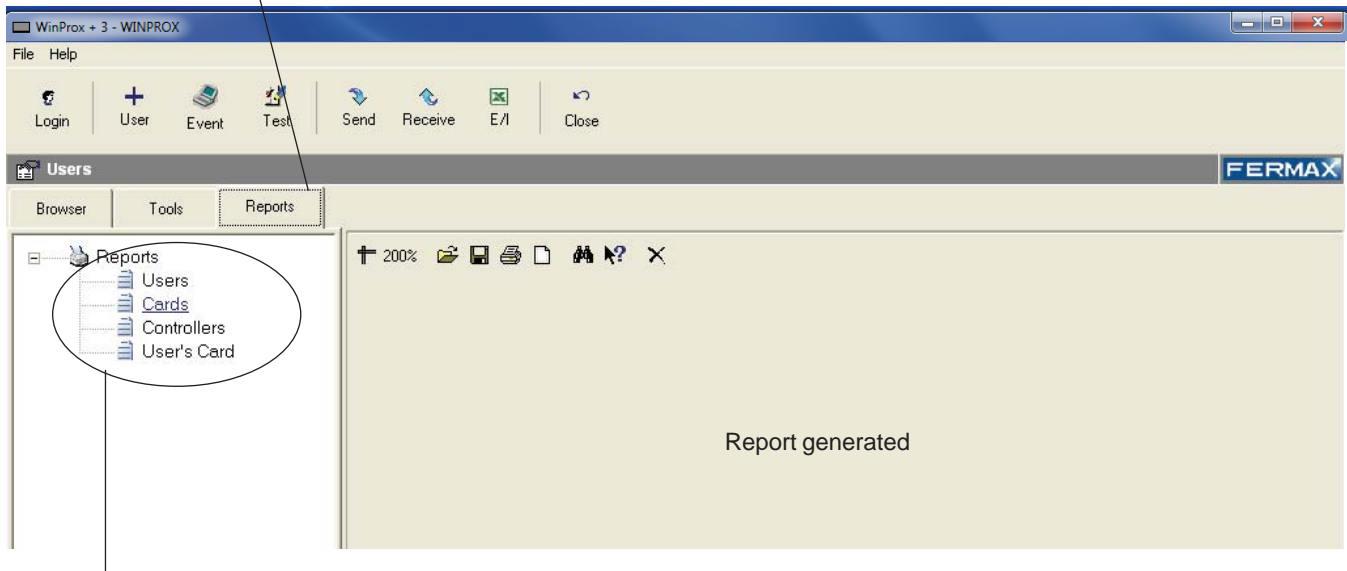 WinProx + 3 - WINPROX
File Help
Login User Event Test Send Receive E/I Close
Users FERMAX
Browser Tools Reports
Reports
200%
Users
Cards
Controllers
User's Card
Report generated